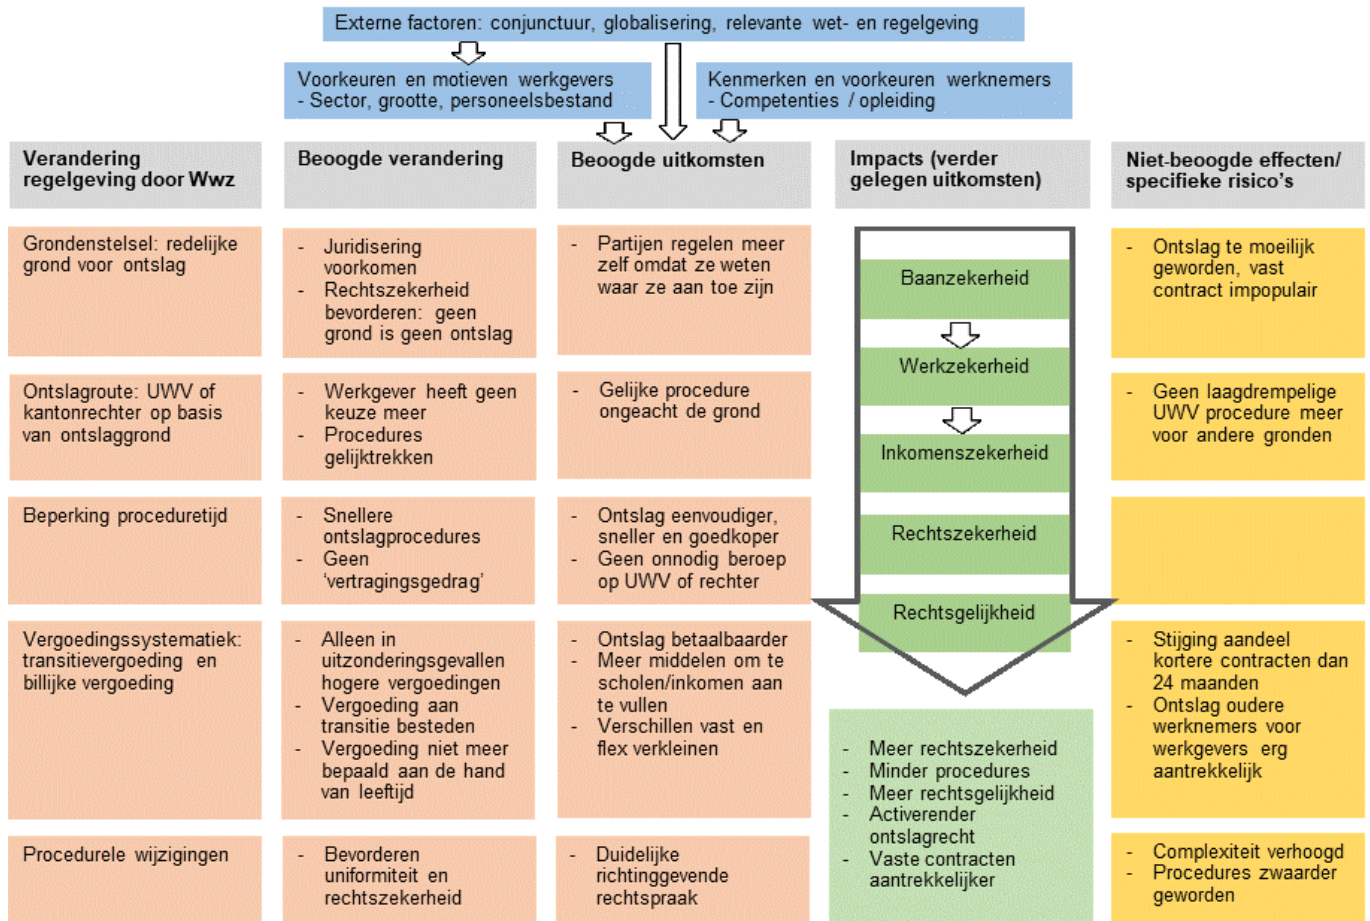 Externe factoren: conjunctuur, globalisering, relevante wet- en regelgeving
Voorkeuren en motieven werkgevers
- Sector, grootte, personeelsbestand
Kenmerken en voorkeuren werknemers
- Competenties / opleiding
Verandering
regelgeving door Wwz
Beoogde verandering
Beoogde uitkomsten
Impacts (verder
gelegen uitkomsten)
Niet-beoogde effecten/
specifieke risico's
Grondenstelsel: redelijke
grond voor ontslag
- Juridisering
voorkomen
- Rechtszekerheid
bevorderen: geen
grond is geen ontslag
- Partijen regelen meer
zelf omdat ze weten
waar ze aan toe zijn
- Ontslag te moeilijk
geworden, vast
contract impopulair
Ontslagroute: UWV of
kantonrechter op basis
van ontslaggrond
- Werkgever heeft geen
keuze meer
- Procedures
gelijktrekken
- Gelijke procedure
ongeacht de grond
- Geen laagdrempelige
UWV procedure meer
voor andere gronden
Beperking proceduretijd
- Snellere
ontslagprocedures
- Geen
'vertragingsgedrag'
- Ontslag eenvoudiger,
sneller en goedkoper
- Geen onnodig beroep
op UWV of rechter
Vergoedingssystematiek:
transitievergoeding en
billijke vergoeding
- Alleen in
uitzonderingsgevallen
hogere vergoedingen
- Vergoeding aan
transitie besteden
- Vergoeding niet meer
bepaald aan de hand
van leeftijd
- Ontslag betaalbaarder
- Meer middelen om te
scholen/inkomen aan
te vullen
- Verschillen vast en
flex verkleinen
- Stijging aandeel
kortere contracten dan
24 maanden
- Ontslag oudere
werknemers voor
werkgevers erg
aantrekkelijk
Procedurele wijzigingen
- Bevorderen
uniformiteit en
rechtszekerheid
- Duidelijke
richtinggevende
rechtspraak
- Complexiteit verhoogd
- Procedures zwaarder
geworden
Baanzekerheid
Werkzekerheid
Inkomenszekerheid
Rechtszekerheid
Rechtsgelijkheid
- Meer rechtszekerheid
- Minder procedures
- Meer rechtsgelijkheid
- Activerender
ontslagrecht
- Vaste contracten
aantrekkelijker